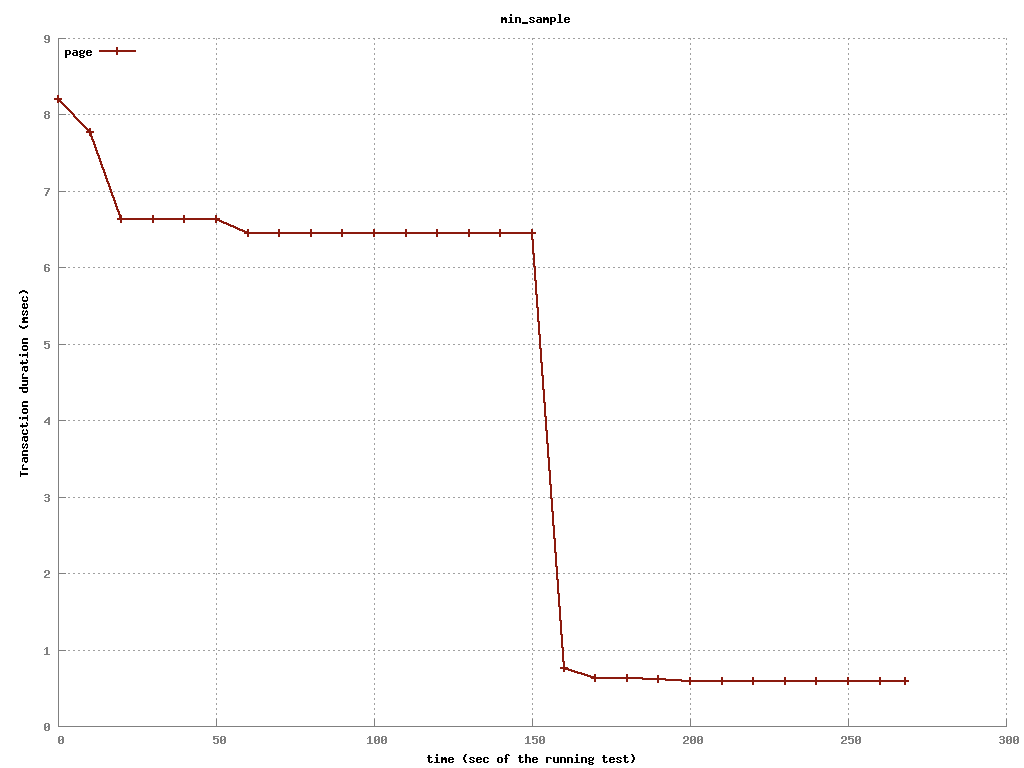 min_sample
page
9
8
7
6
5
4
3
2
1
0
Transaction duration (msec)
0 50 100 150 200 250 300
time (sec of the running test)